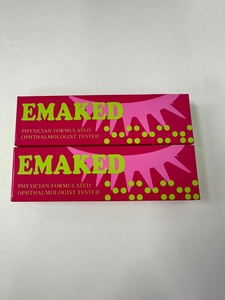 EMAKED
PHYSICIAN FORMULATED
OPHTHALMOLOGIST TESTED
EMAKED
PHYSICIAN FORMULATED
OPHTHALMOLOGIST TESTED